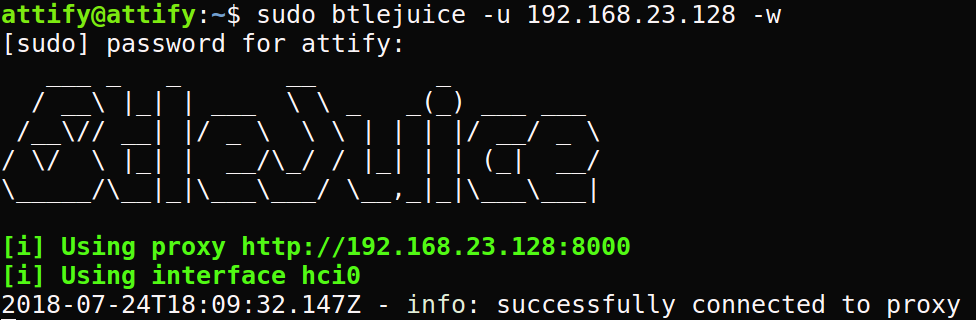 attify@attify:~$ sudo btlejuice -u 192.168.23.128 -w
[sudo] password for attify:
BtleJuice
[i] Using proxy http://192.168.23.128:8000
[i] Using interface hci0
2018-07-24T18:09:32.147Z - info: successfully connected to proxy